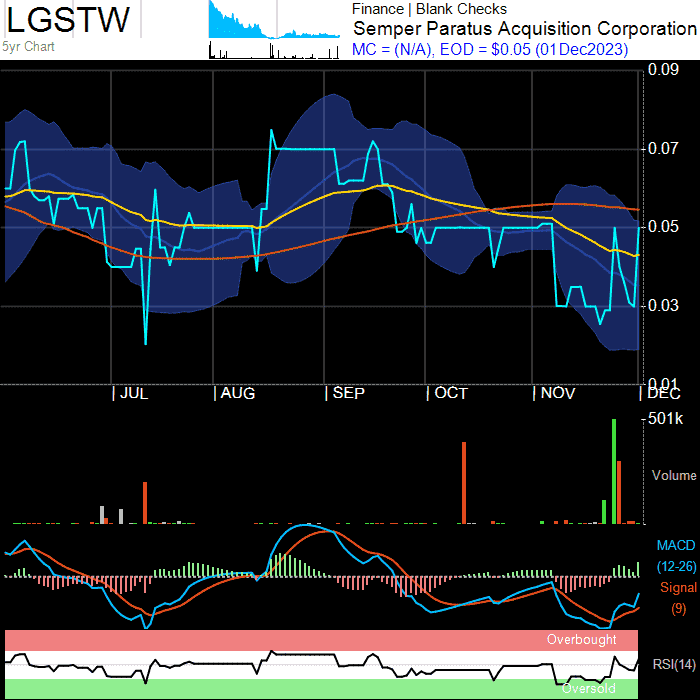 LGSTW
5yr Chart
Finance | Blank Checks
Semper Paratus Acquisition Corporation
MC = (N/A), EOD = $0.05 (01Dec2023)
0.09
0.07
0.05
0.03
0.01
JUL
AUG
SEP
OCT
NOV
DEC
501k
Volume
MACD
(12-26)
Signal
(9)
Overbought
RSI(14)
Oversold